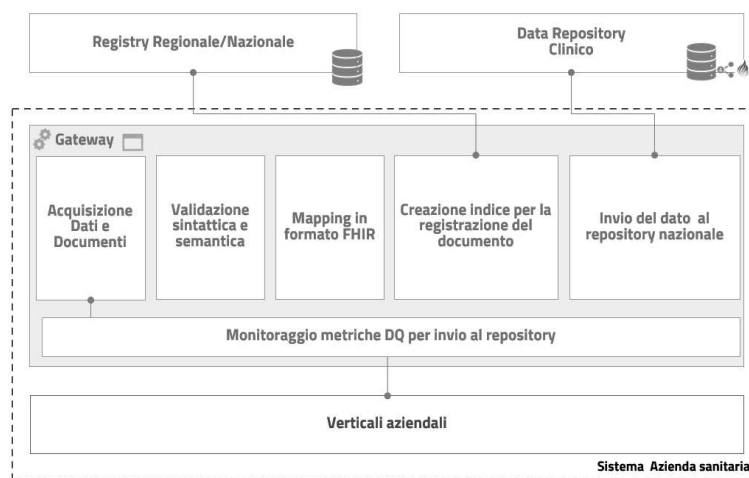 Registry Regionale/Nazionale
Data Repository
Clinico
Gateway
Acquisizione
Dati e
Documenti
Validazione
sintattica e
semantica
Mapping in
formato FHIR
Creazione indice per la
registrazione del
documento
Invio del dato al
repository nazionale
Monitoraggio metriche DQ per invio al repository
Verticali aziendali
Sistema Azienda sanitaria